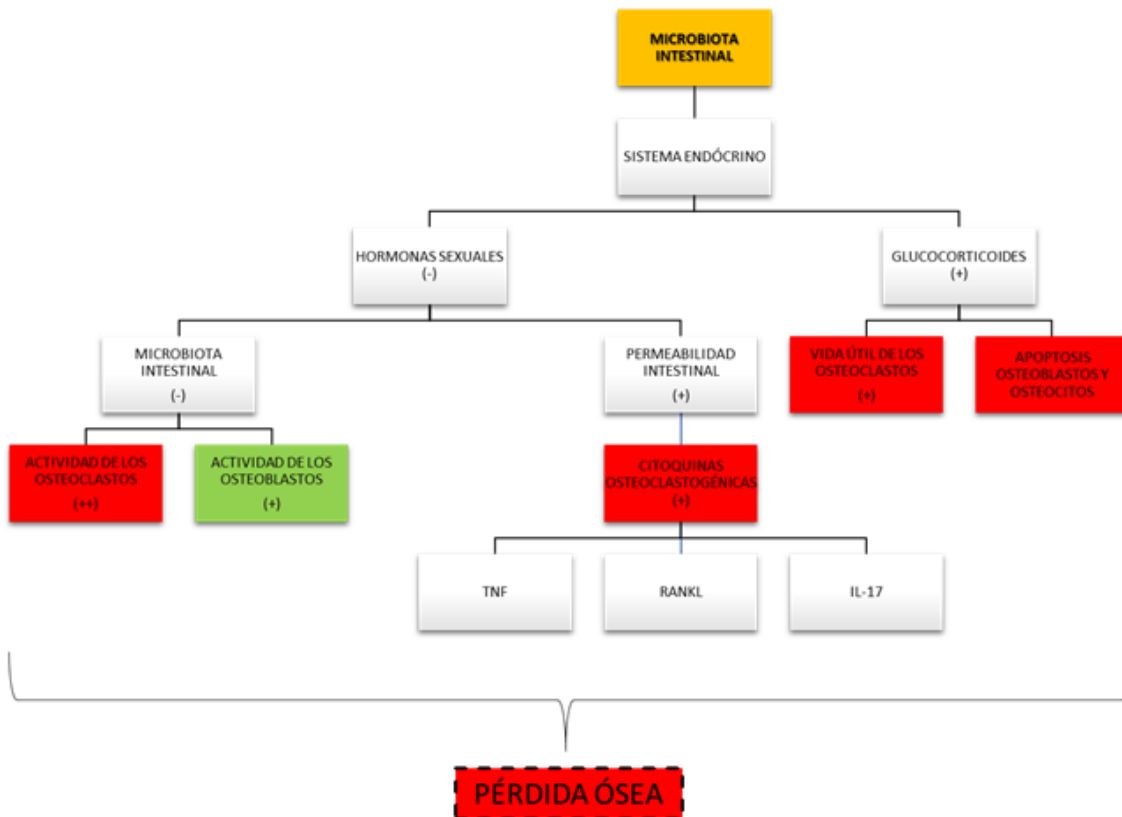 MICROBIOTA
INTESTINAL
SISTEMA ENDÓCRINO
HORMONAS SEXUALES
(-)
GLUCOCORTICOIDES
(+)
MICROBIOTA
INTESTINAL
(-)
PERMEABILIDAD
INTESTINAL
(+)
VIDA ÚTIL DE LOS
OSTEOCLASTOS
(+)
APOPTOSIS
OSTEOBLASTOS Y
OSTEOCITOS
ACTIVIDAD DE LOS
OSTEOCLASTOS
(++)
ACTIVIDAD DE LOS
OSTEOBLASTOS
(+)
CITOQUINAS
OSTEOCLASTOGÉNICAS
(+)
TNF
RANKL
IL-17
PÉRDIDA ÓSEA